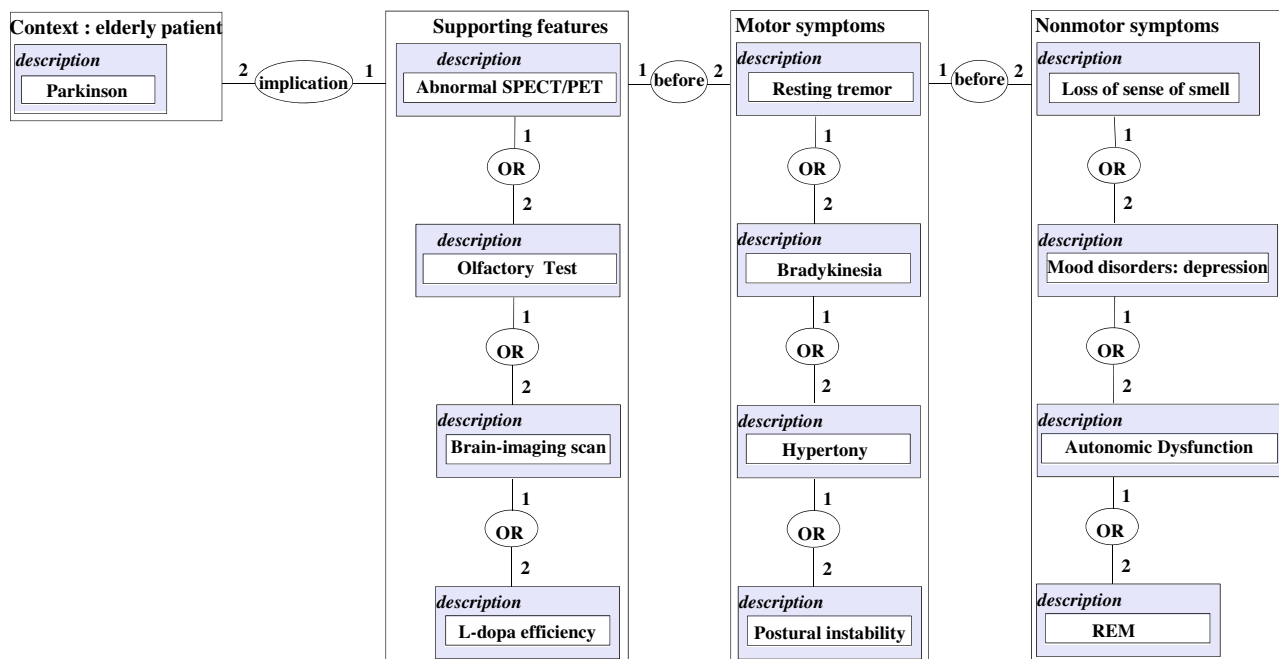 Context : elderly patient
description
Parkinson
2
implication
1
Supporting features
description
Abnormal SPECT/PET
1
OR
2
description
Olfactory Test
1
OR
2
description
Brain-imaging scan
1
OR
2
description
L-dopa efficiency
1
before
2
Motor symptoms
description
Resting tremor
1
OR
2
description
Bradykinesia
1
OR
2
description
Hypertony
1
OR
2
description
Postural instability
1
before
2
Nonmotor symptoms
description
Loss of sense of smell
1
OR
2
description
Mood disorders: depression
1
OR
2
description
Autonomic Dysfunction
1
OR
2
description
REM